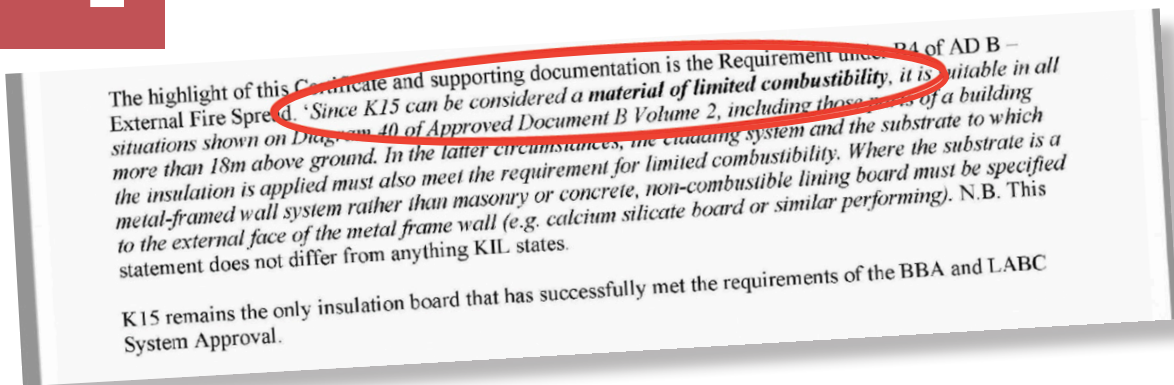 The highlight of this Certificate and supporting documentation is the Requirement under B4 of AD B –
External Fire Spread. ‘Since K15 can be considered a material of limited combustibility, it is suitable in all
situations shown on Diagram 40 of Approved Document B Volume 2, including those parts of a building
more than 18m above ground. In the latter circumstances, the cladding system and the substrate to which
the insulation is applied must also meet the requirement for limited combustibility. Where the substrate is a
metal-framed wall system rather than masonry or concrete, non-combustible lining board must be specified
to the external face of the metal frame wall (e.g. calcium silicate board or similar performing). N.B. This
statement does not differ from anything KIL states.
K15 remains the only insulation board that has successfully met the requirements of the BBA and LABC
System Approval.